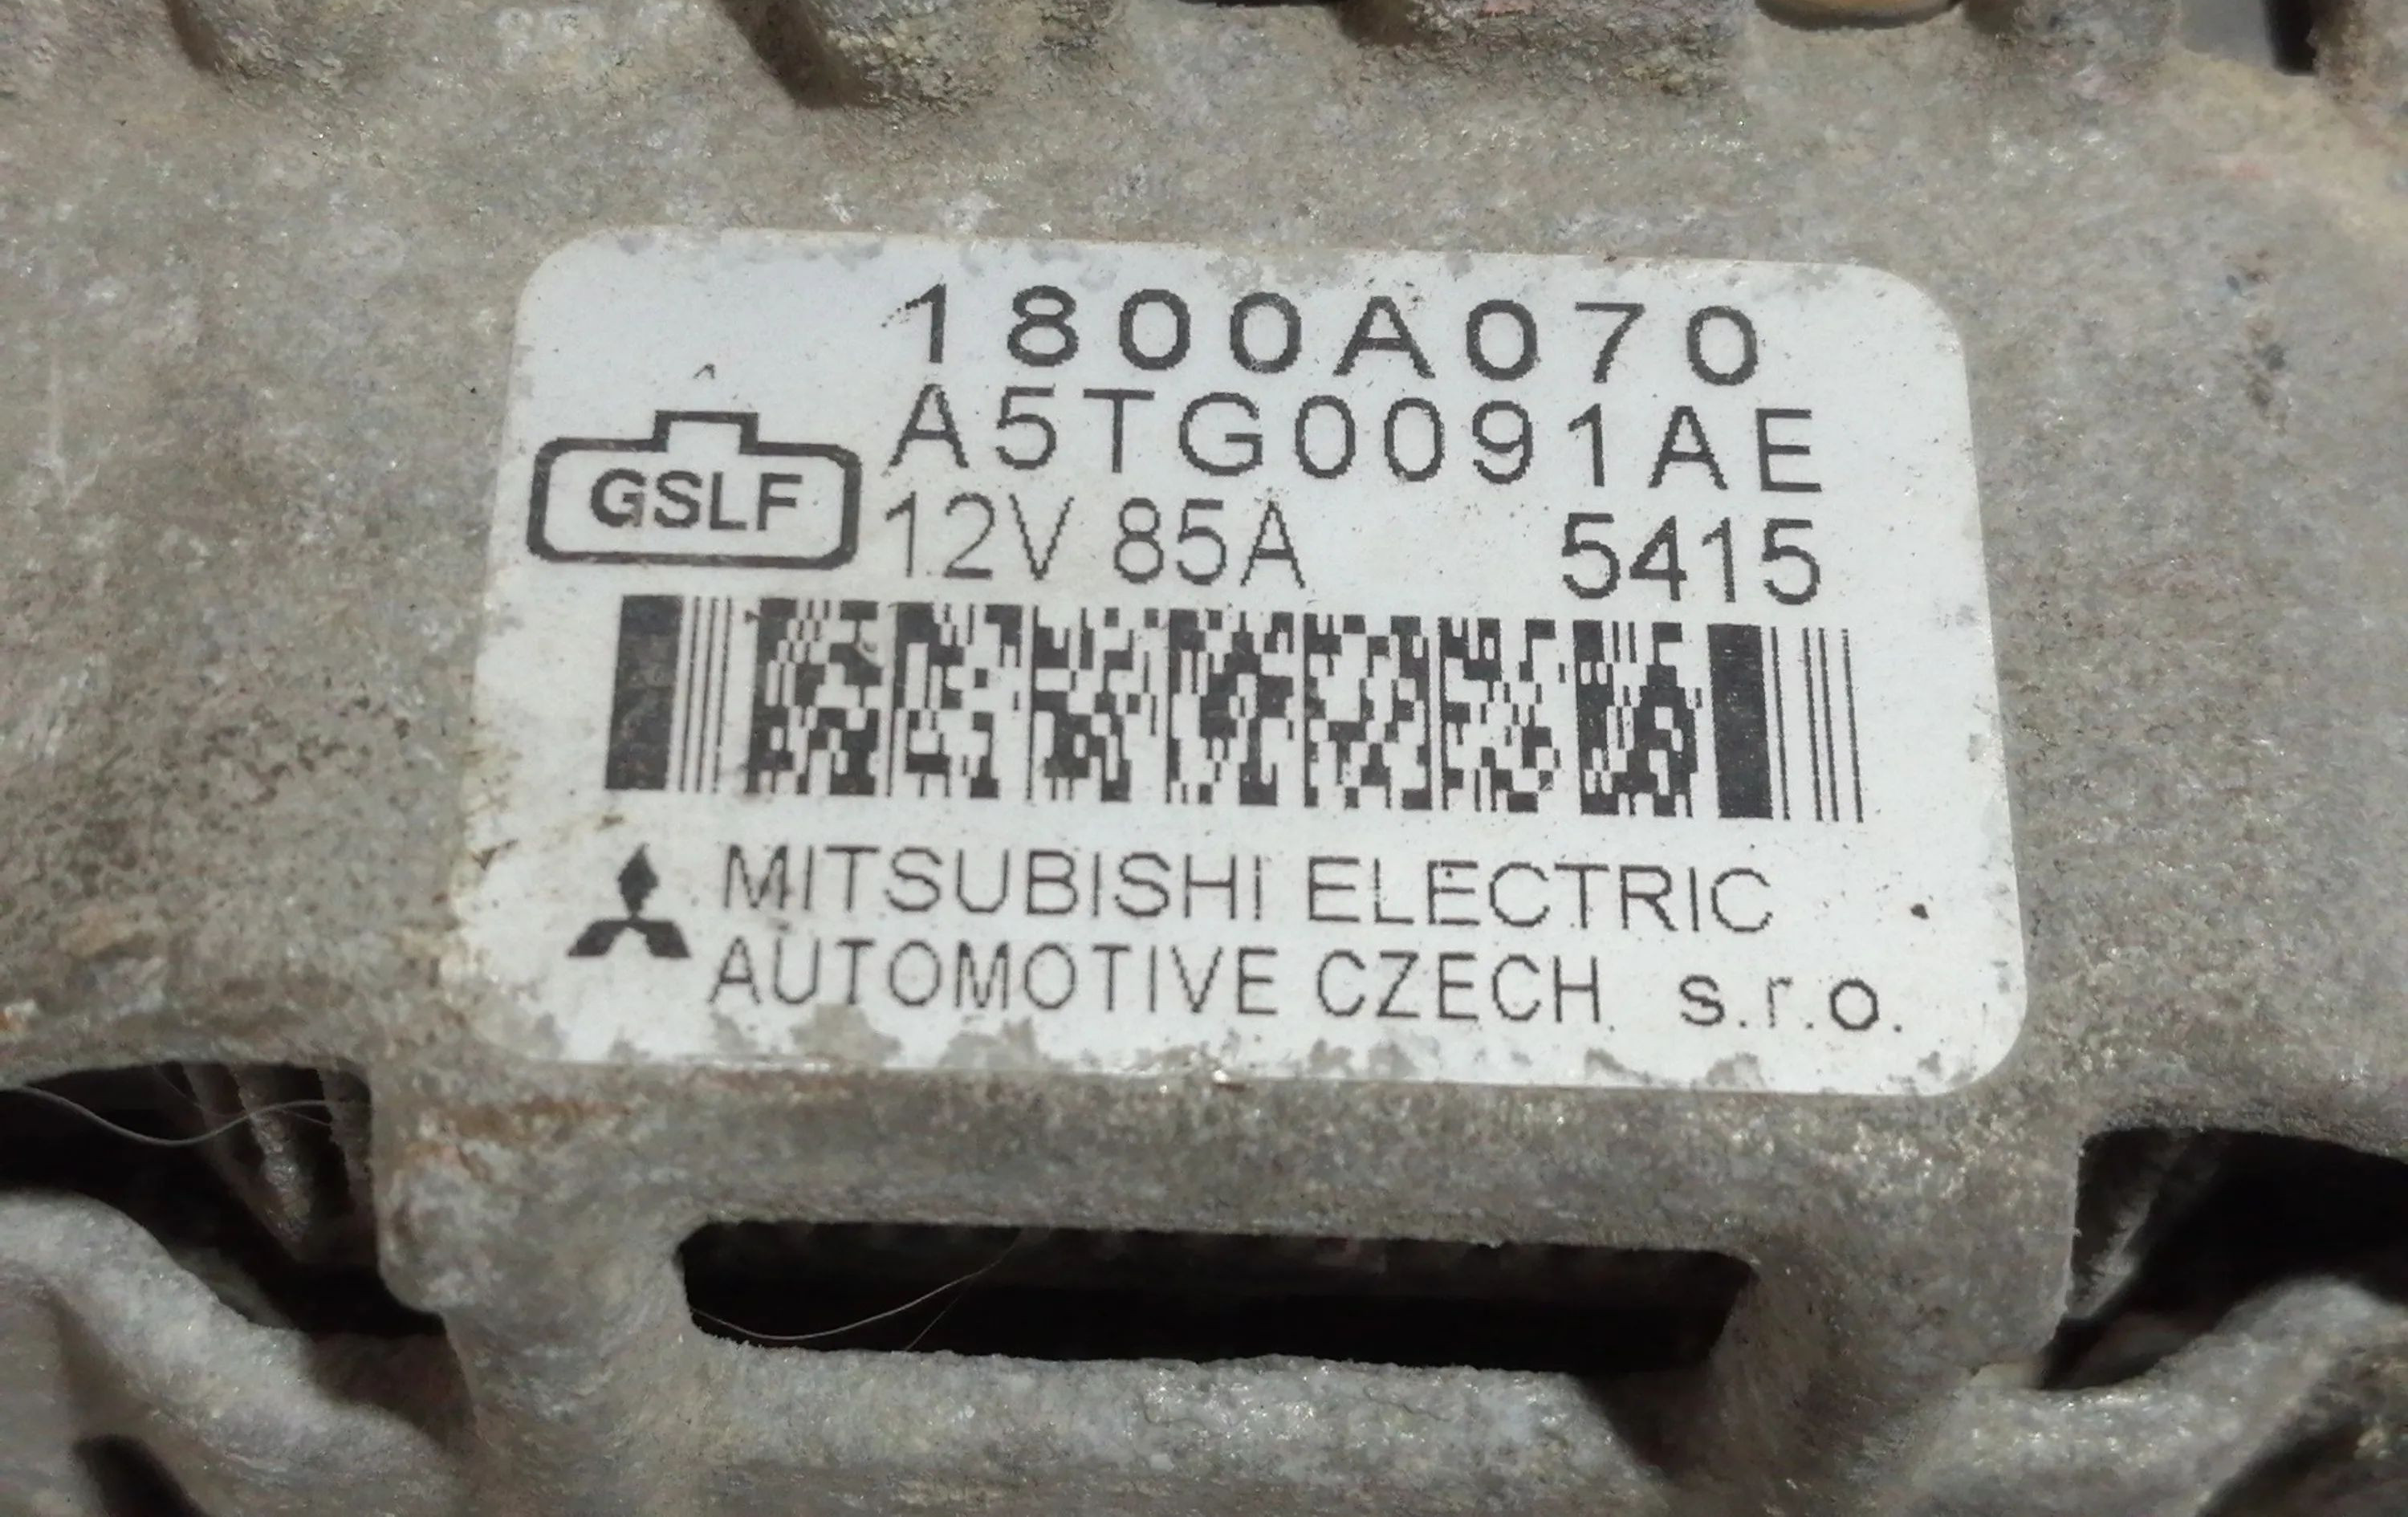 1800A070
A5TG0091AE
GSLF
12V 85A 5415
MITSUBISHI ELECTRIC
AUTOMOTIVE CZECH s.r.o.